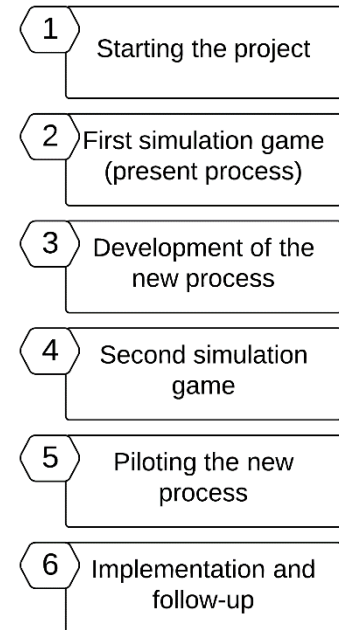 1
Starting the project
2
First simulation game
(present process)
3
Development of the
new process
4
Second simulation
game
5
Piloting the new
process
6
Implementation and
follow-up